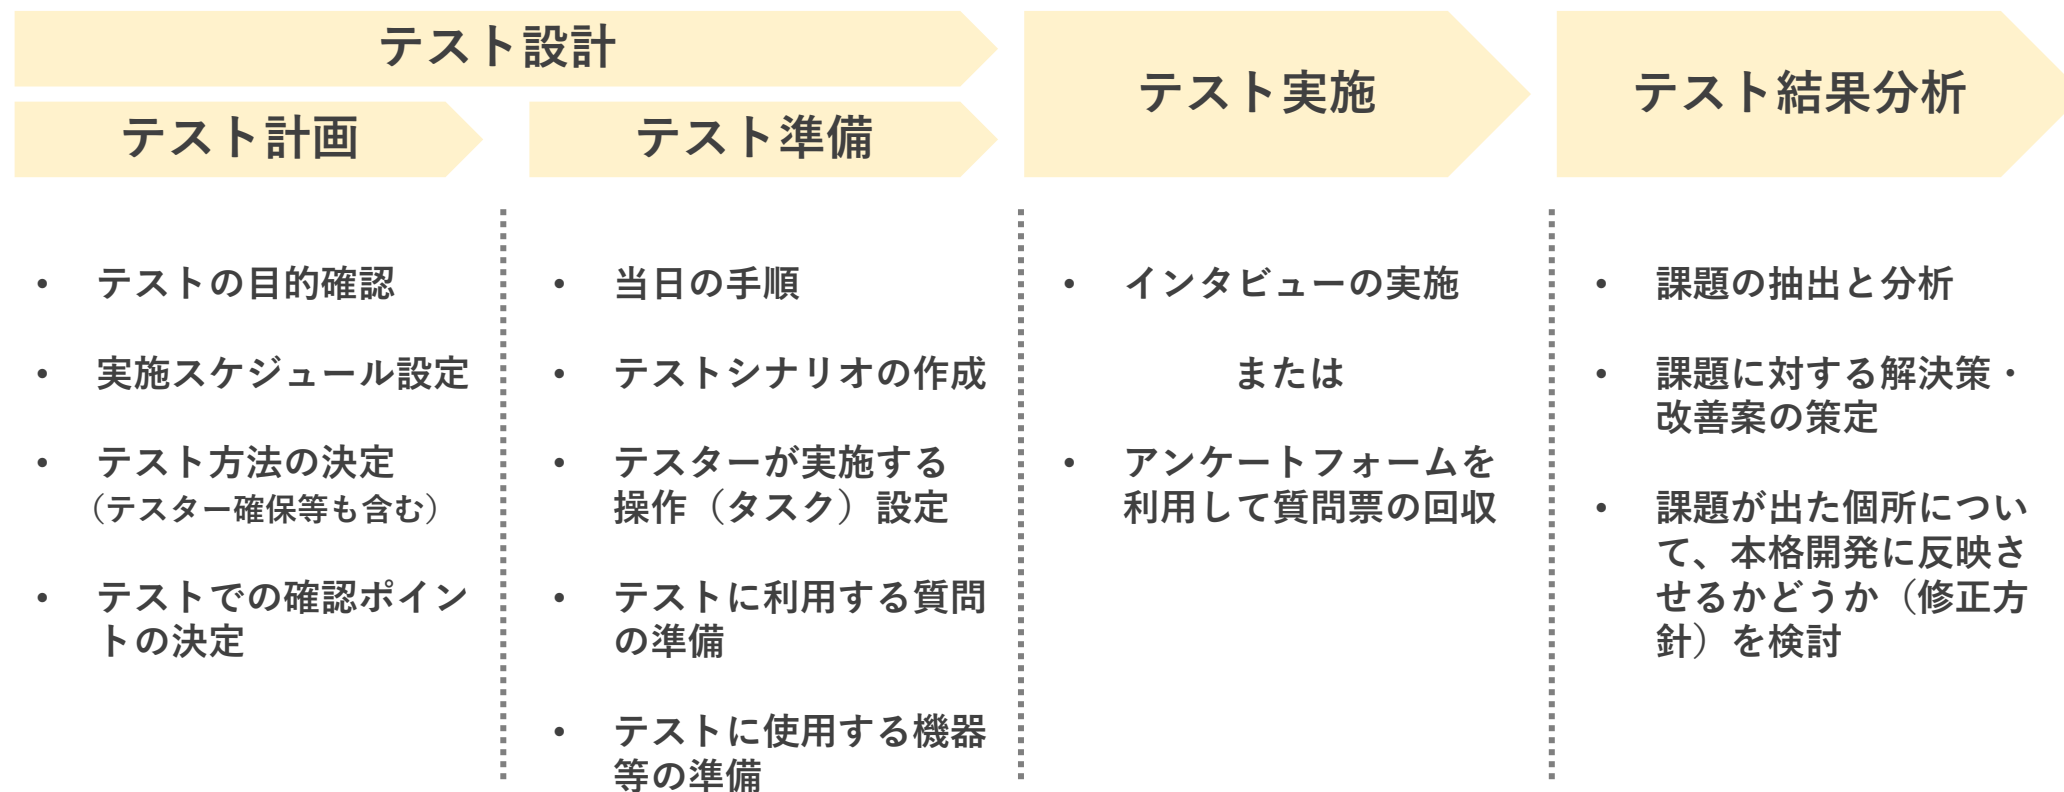 テスト設計
テスト計画
テスト準備
テスト実施
テスト結果分析
• テストの目的確認
• 実施スケジュール設定
• テスト方法の決定
（テスター確保等も含む）
• テストでの確認ポイン
トの決定
• 当日の手順
• テストシナリオの作成
• テスターが実施する
操作（タスク）設定
• テストに利用する質問
の準備
• テストに使用する機器
等の準備
• インタビューの実施
または
• アンケートフォームを
利用して質問票の回収
• 課題の抽出と分析
• 課題に対する解決策・
改善案の策定
• 課題が出た個所につい
て、本格開発に反映さ
せるかどうか（修正方
針）を検討